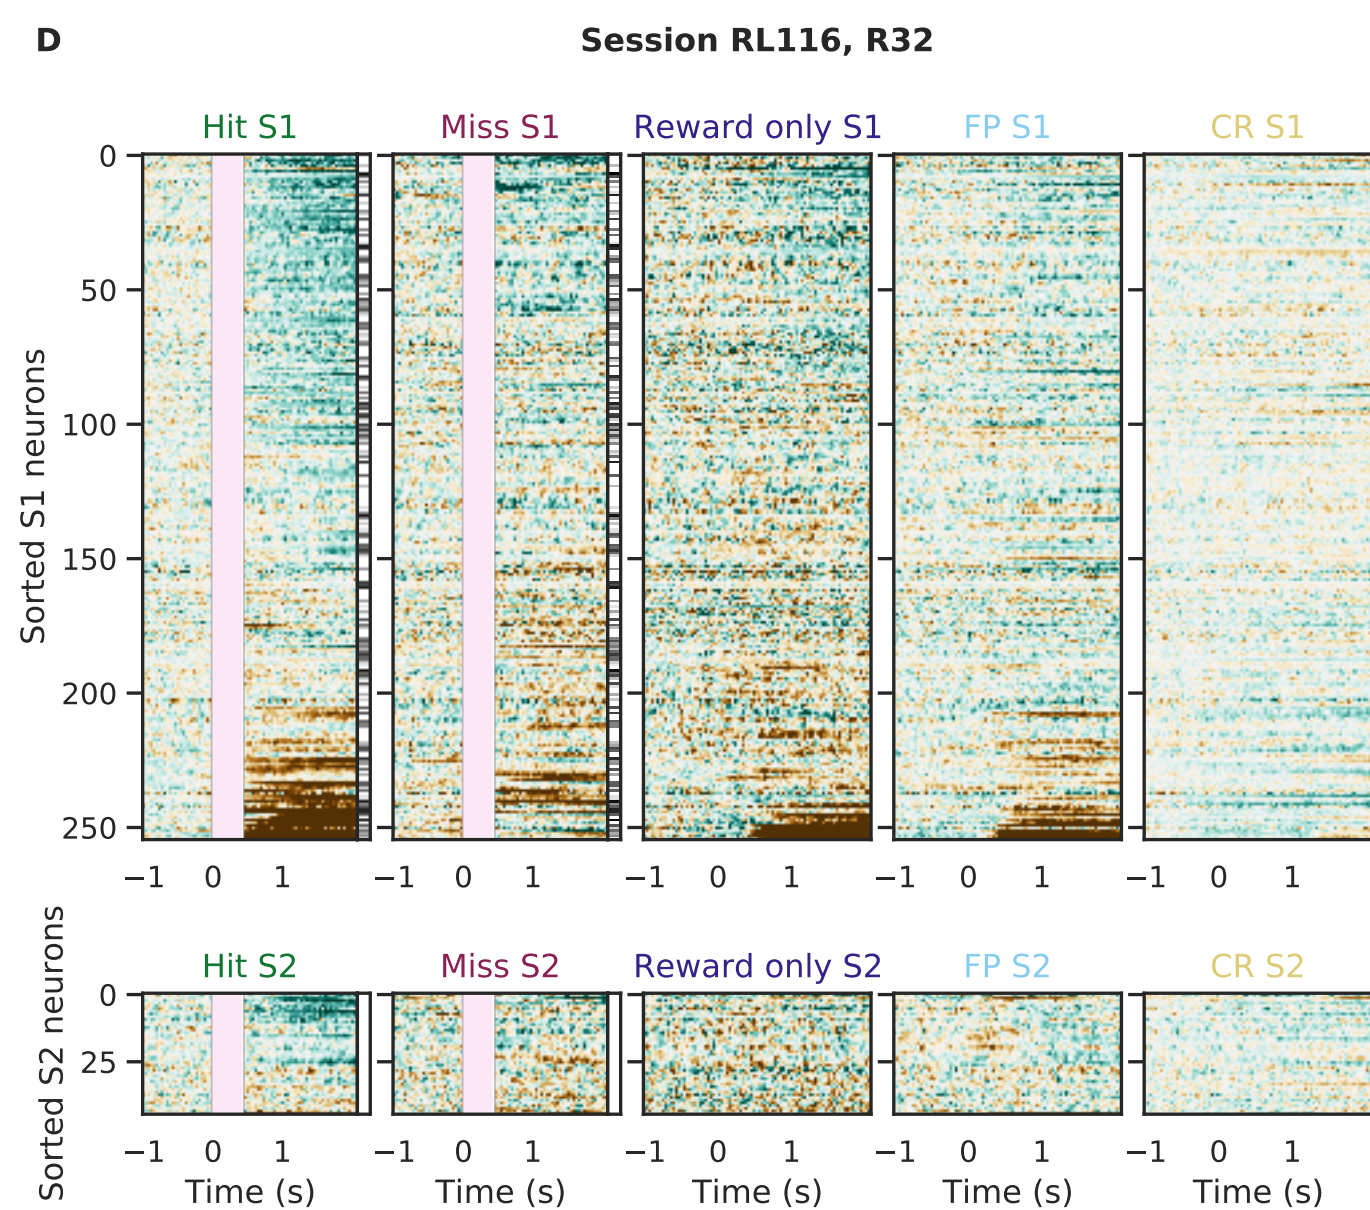 D
Session RL116, R32
Hit S1
Miss S1
Reward only S1
FP S1
CR S1
Sorted S1 neurons
0
50
100
150
200
250
−1 0 1
−1 0 1
−1 0 1
−1 0 1
−1 0 1
Hit S2
Miss S2
Reward only S2
FP S2
CR S2
Sorted S2 neurons
0
25
−1 0 1
−1 0 1
−1 0 1
−1 0 1
−1 0 1
Time (s)
Time (s)
Time (s)
Time (s)
Time (s)